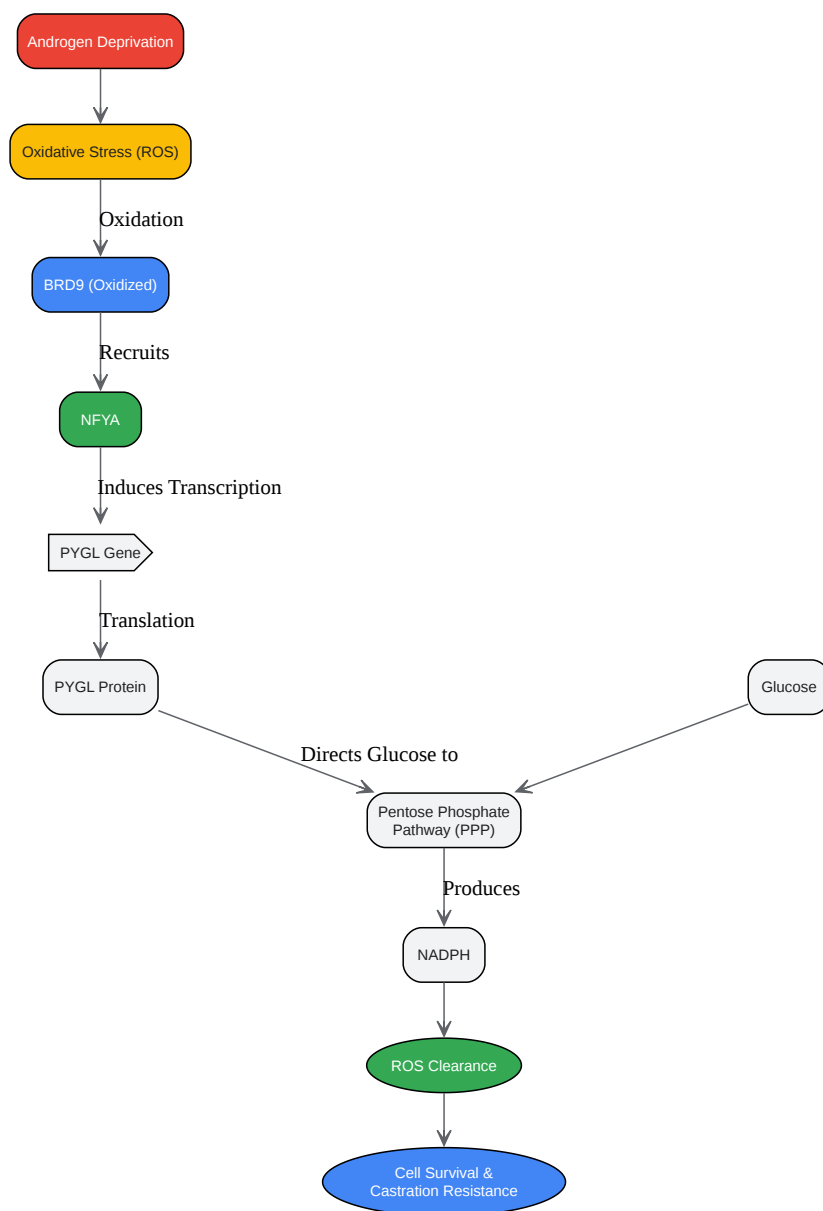 Androgen Deprivation
Oxidative Stress (ROS)
Oxidation
BRD9 (Oxidized)
Recruits
NFYA
Induces Transcription
PYGL Gene
Translation
PYGL Protein
Glucose
Directs Glucose to
Pentose Phosphate
Pathway (PPP)
Produces
NADPH
ROS Clearance
Cell Survival &
Castration Resistance